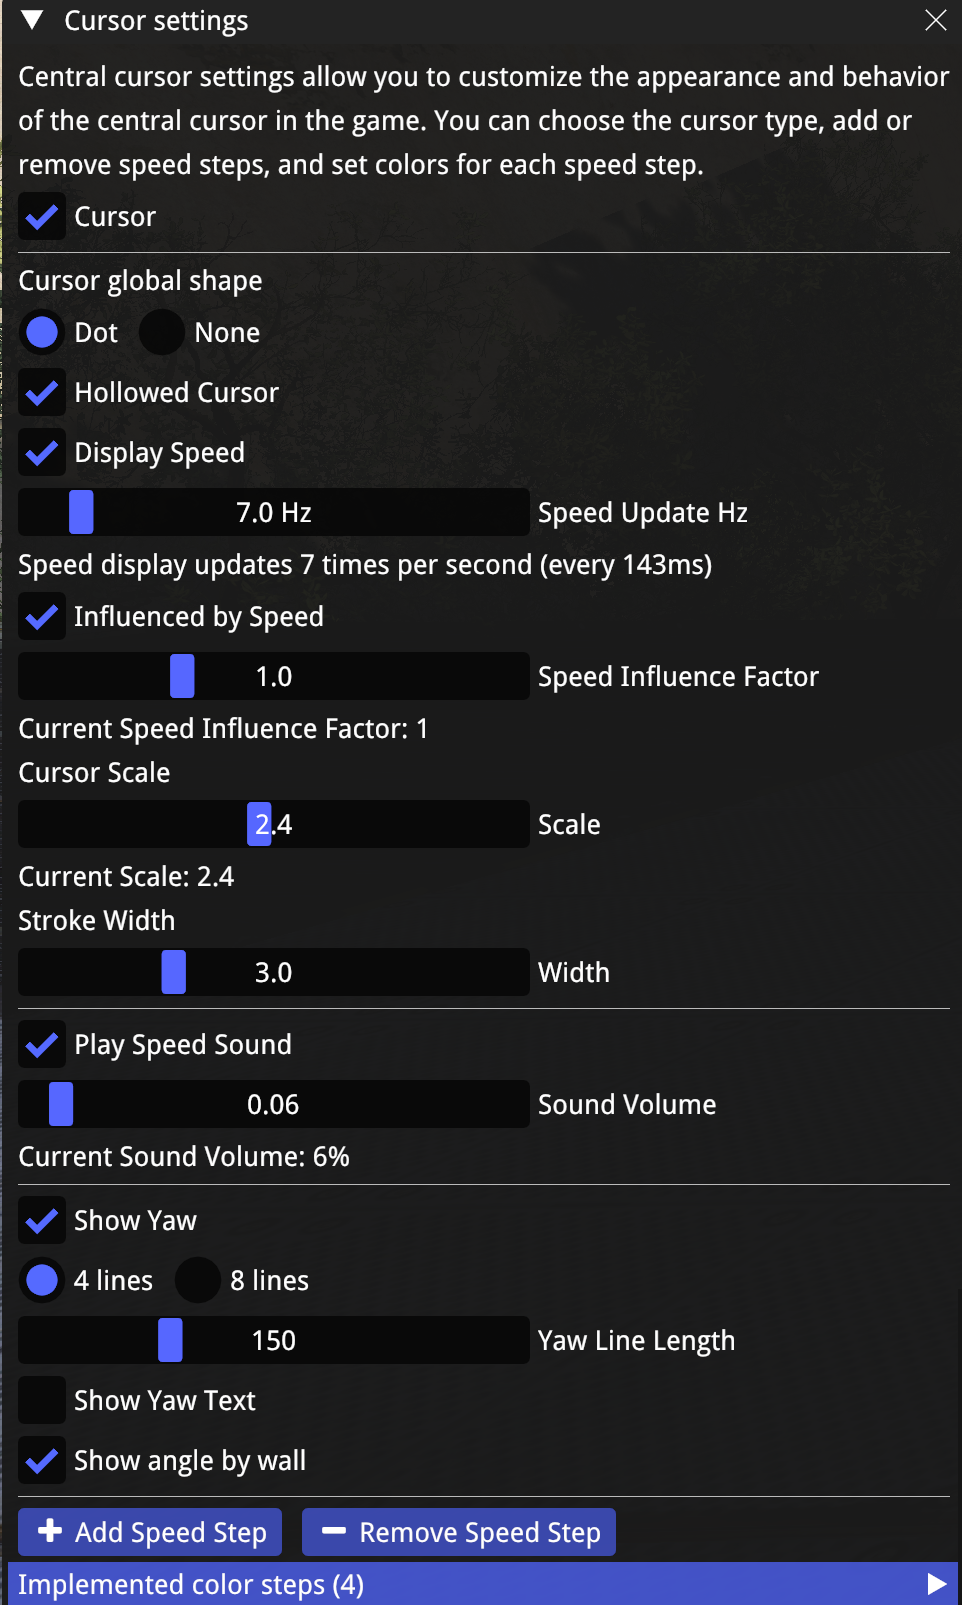 Cursor settings
Central cursor settings allow you to customize the appearance and behavior
of the central cursor in the game. You can choose the cursor type, add or
remove speed steps, and set colors for each speed step.
Cursor
Cursor global shape
Dot None
Hollowed Cursor
Display Speed
7.0 Hz Speed Update Hz
Speed display updates 7 times per second (every 143ms)
Influenced by Speed
1.0 Speed Influence Factor
Current Speed Influence Factor: 1
Cursor Scale
2.4 Scale
Current Scale: 2.4
Stroke Width
3.0 Width
Play Speed Sound
0.06 Sound Volume
Current Sound Volume: 6%
Show Yaw
4 lines 8 lines
150 Yaw Line Length
Show Yaw Text
Show angle by wall
Add Speed Step Remove Speed Step
Implemented color steps (4)